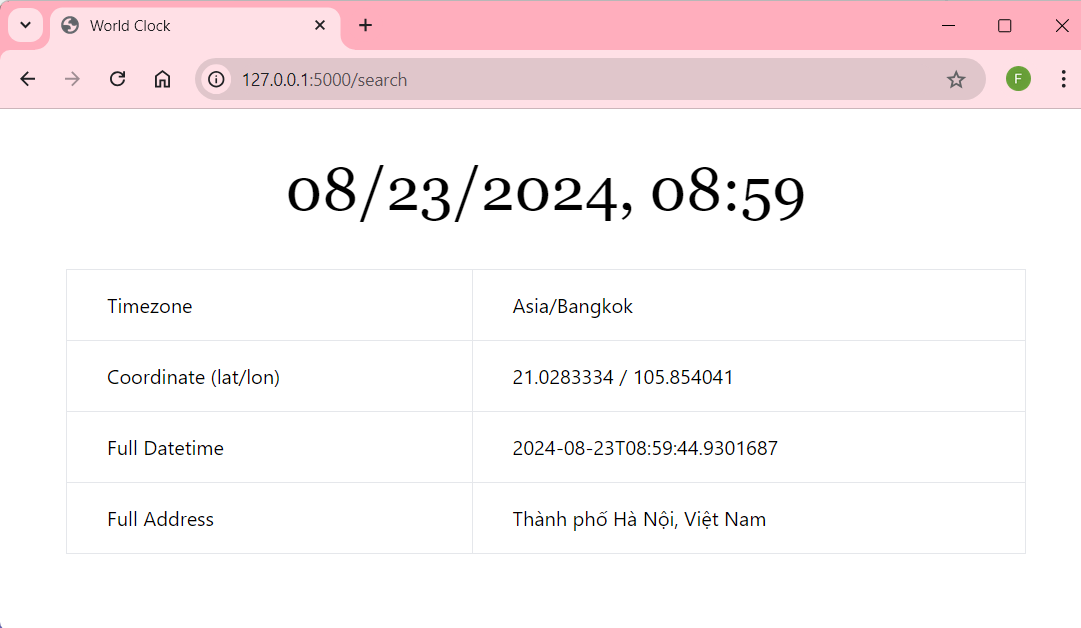 World Clock
127.0.0.1:5000/search
F
08/23/2024, 08:59
Timezone Asia/Bangkok
Coordinate (lat/lon) 21.0283334 / 105.854041
Full Datetime 2024-08-23T08:59:44.9301687
Full Address Thành phố Hà Nội, Việt Nam